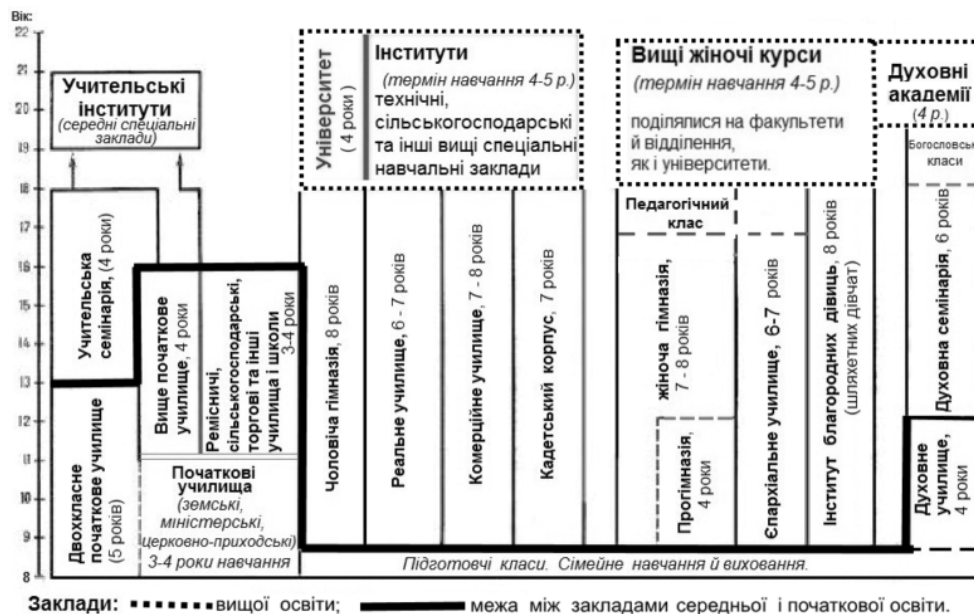 Вік:
22
21
20
19
18
17
16
15
14
13
12
11
10
9
8
Учительські
інститути
(середні спеціальні
заклади)
Університет
( 4 роки)
Інститути
(термін навчання 4-5 р.)
технічні,
сільськогосподарські
та інші вищі спеціальні
навчальні заклади
Вищі жіночі курси
(термін навчання 4-5 р.)
поділялися на факультети
й відділення,
як і університети.
Духовні
академії
(4 р.)
Богословські
класи
Учительська
семінарія, (4 роки)
Вище початкове
училище, 4 роки
Ремісничі,
сільськогосподарські,
торгові та інші
училища і школи
3-4 роки
Чоловіча гімназія, 8 років
Реальне училище, 6 - 7 років
Комерційне училище, 7 - 8 років
Кадетський корпус, 7 років
Педагогічний
клас
жіноча гімназія,
7 - 8 років
Прогімназія,
4 роки
Єпархіальне училище, 6-7 років
Інститут благородних дівиць, 8 років
(шляхетних дівчат)
Духовна семінарія, 6 років
Духовне
училище,
4 роки
Двохкласне
початкове училище
(5 років)
Початкові
училища
(земські,
міністерські,
церковно-приходські)
3-4 роки навчання
Підготовчі класи. Сімейне навчання й виховання.
Заклади: вищої освіти; межа між закладами середньої і початкової освіти.